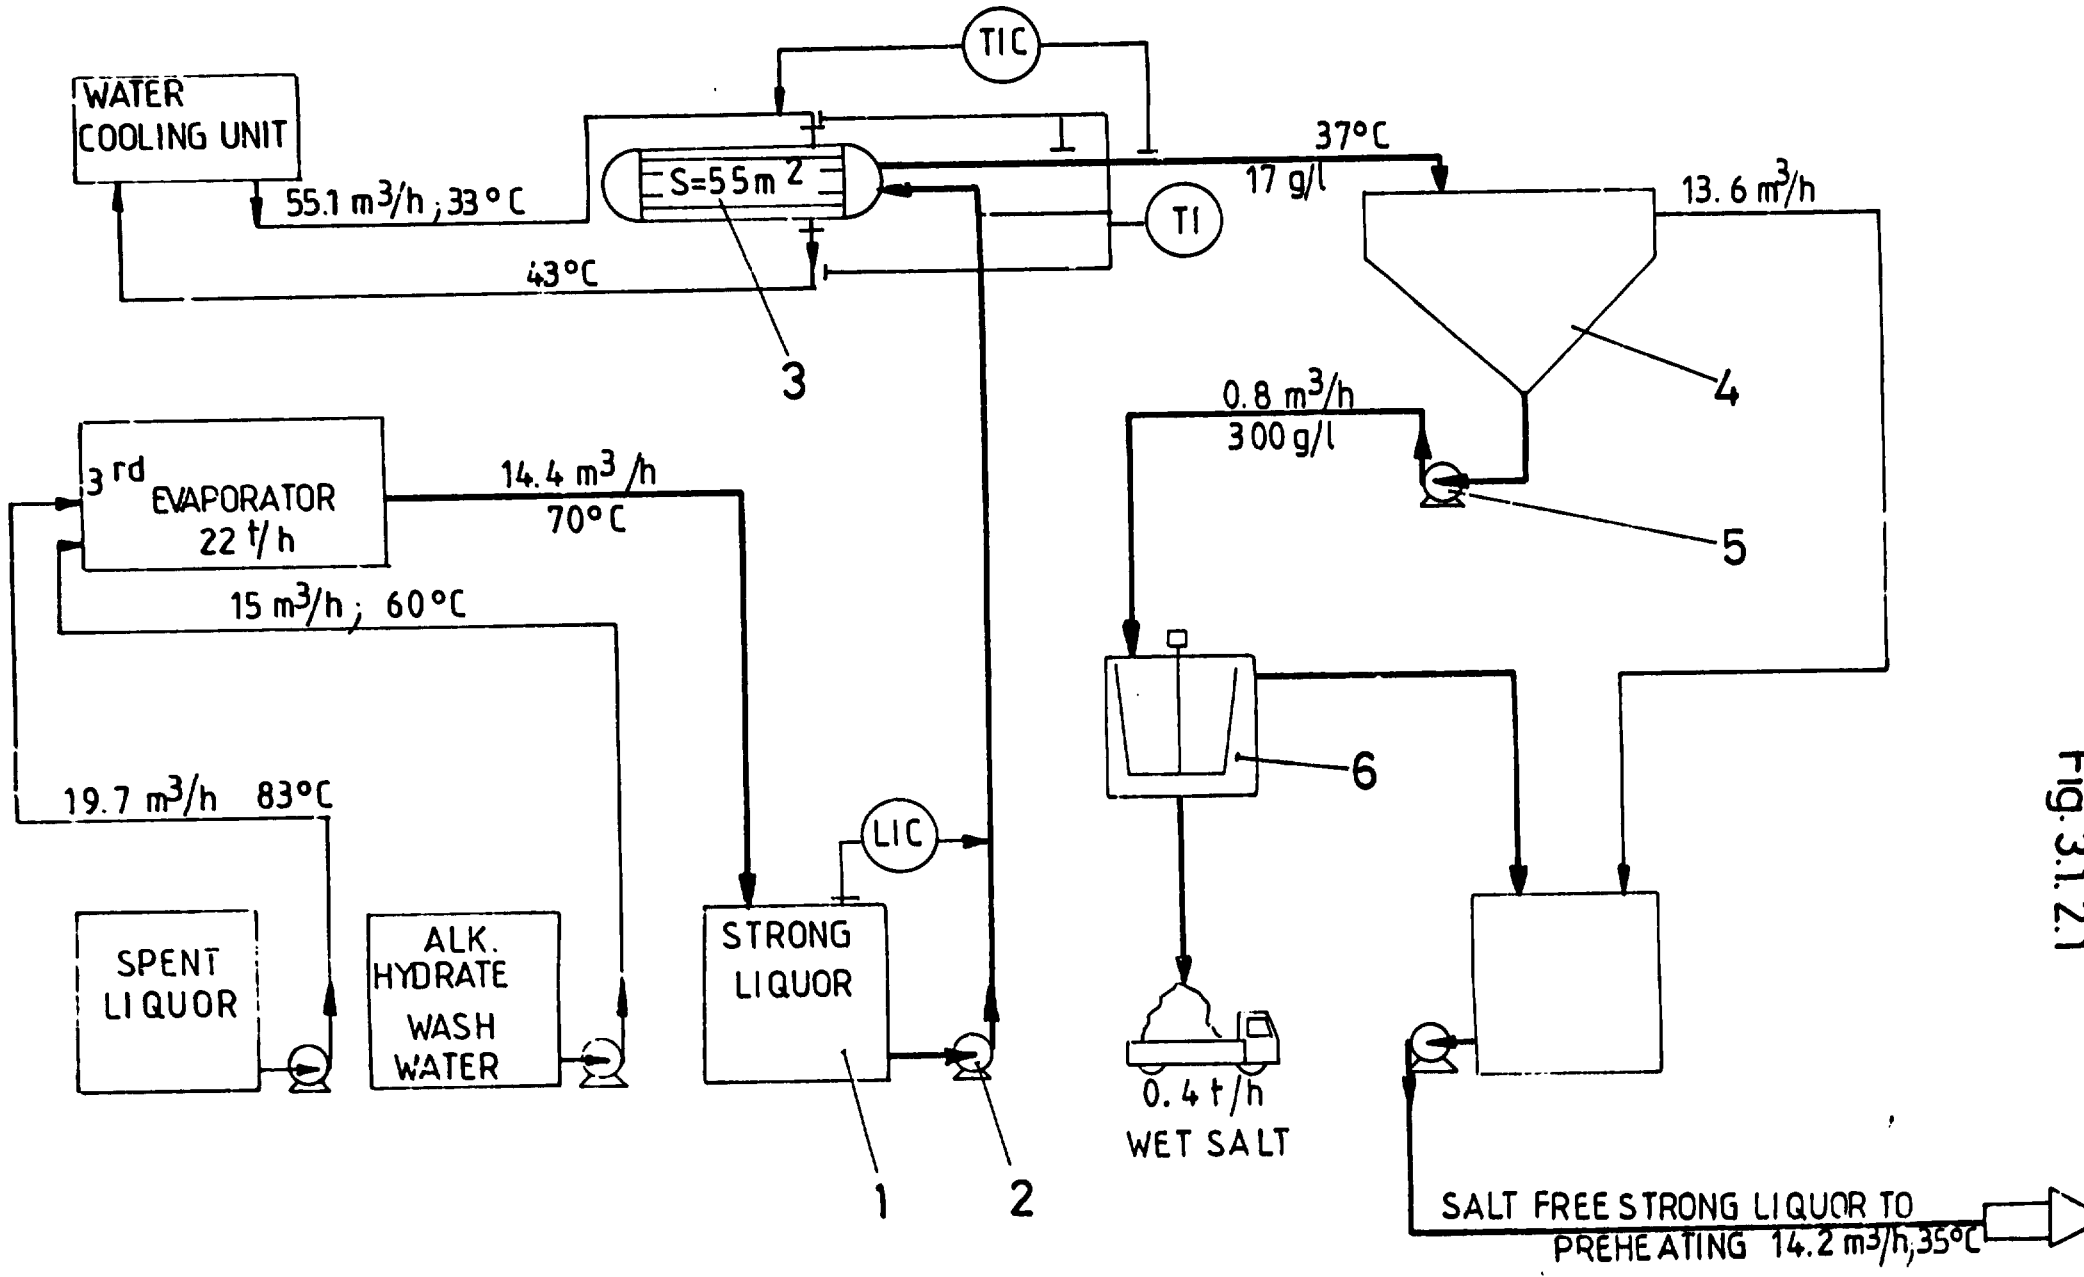 TIC
WATER
COOLING UNIT
55.1 m³/h ; 33°C
43°C
S=55m²
3
TI
37°C
17 g/l
13.6 m³/h
4
0.8 m³/h
300 g/l
5
3rd
EVAPORATOR
22 t/h
14.4 m³/h
70°C
15 m³/h ; 60°C
19.7 m³/h 83°C
6
LIC
SPENT
LIQUOR
ALK.
HYDRATE
WASH
WATER
STRONG
LIQUOR
1
2
0.4 t/h
WET SALT
SALT FREE STRONG LIQUOR TO
PREHEATING 14.2 m³/h; 35°C
Fig. 3.1.2.1